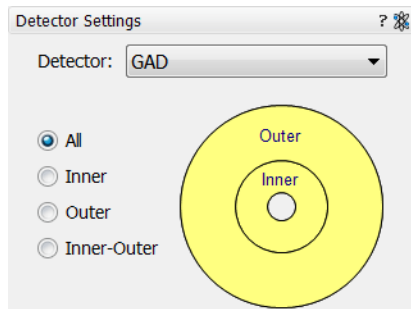 Detector Settings ?
Detector: GAD
All
Inner
Outer
Inner-Outer
Outer
Inner